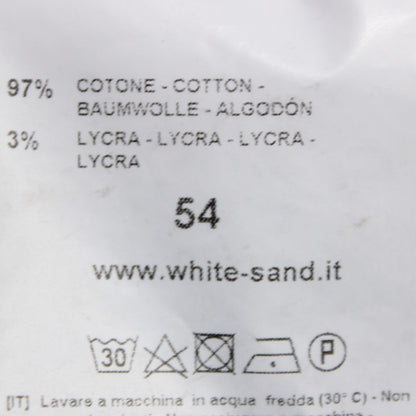 97% COTONE - COTTON -
BAUMWOLLE - ALGODÓN
3% LYCRA - LYCRA - LYCRA -
LYCRA
54
www.white-sand.it
30 P
[IT] Lavare a macchina in acqua fredda (30° C) - Non